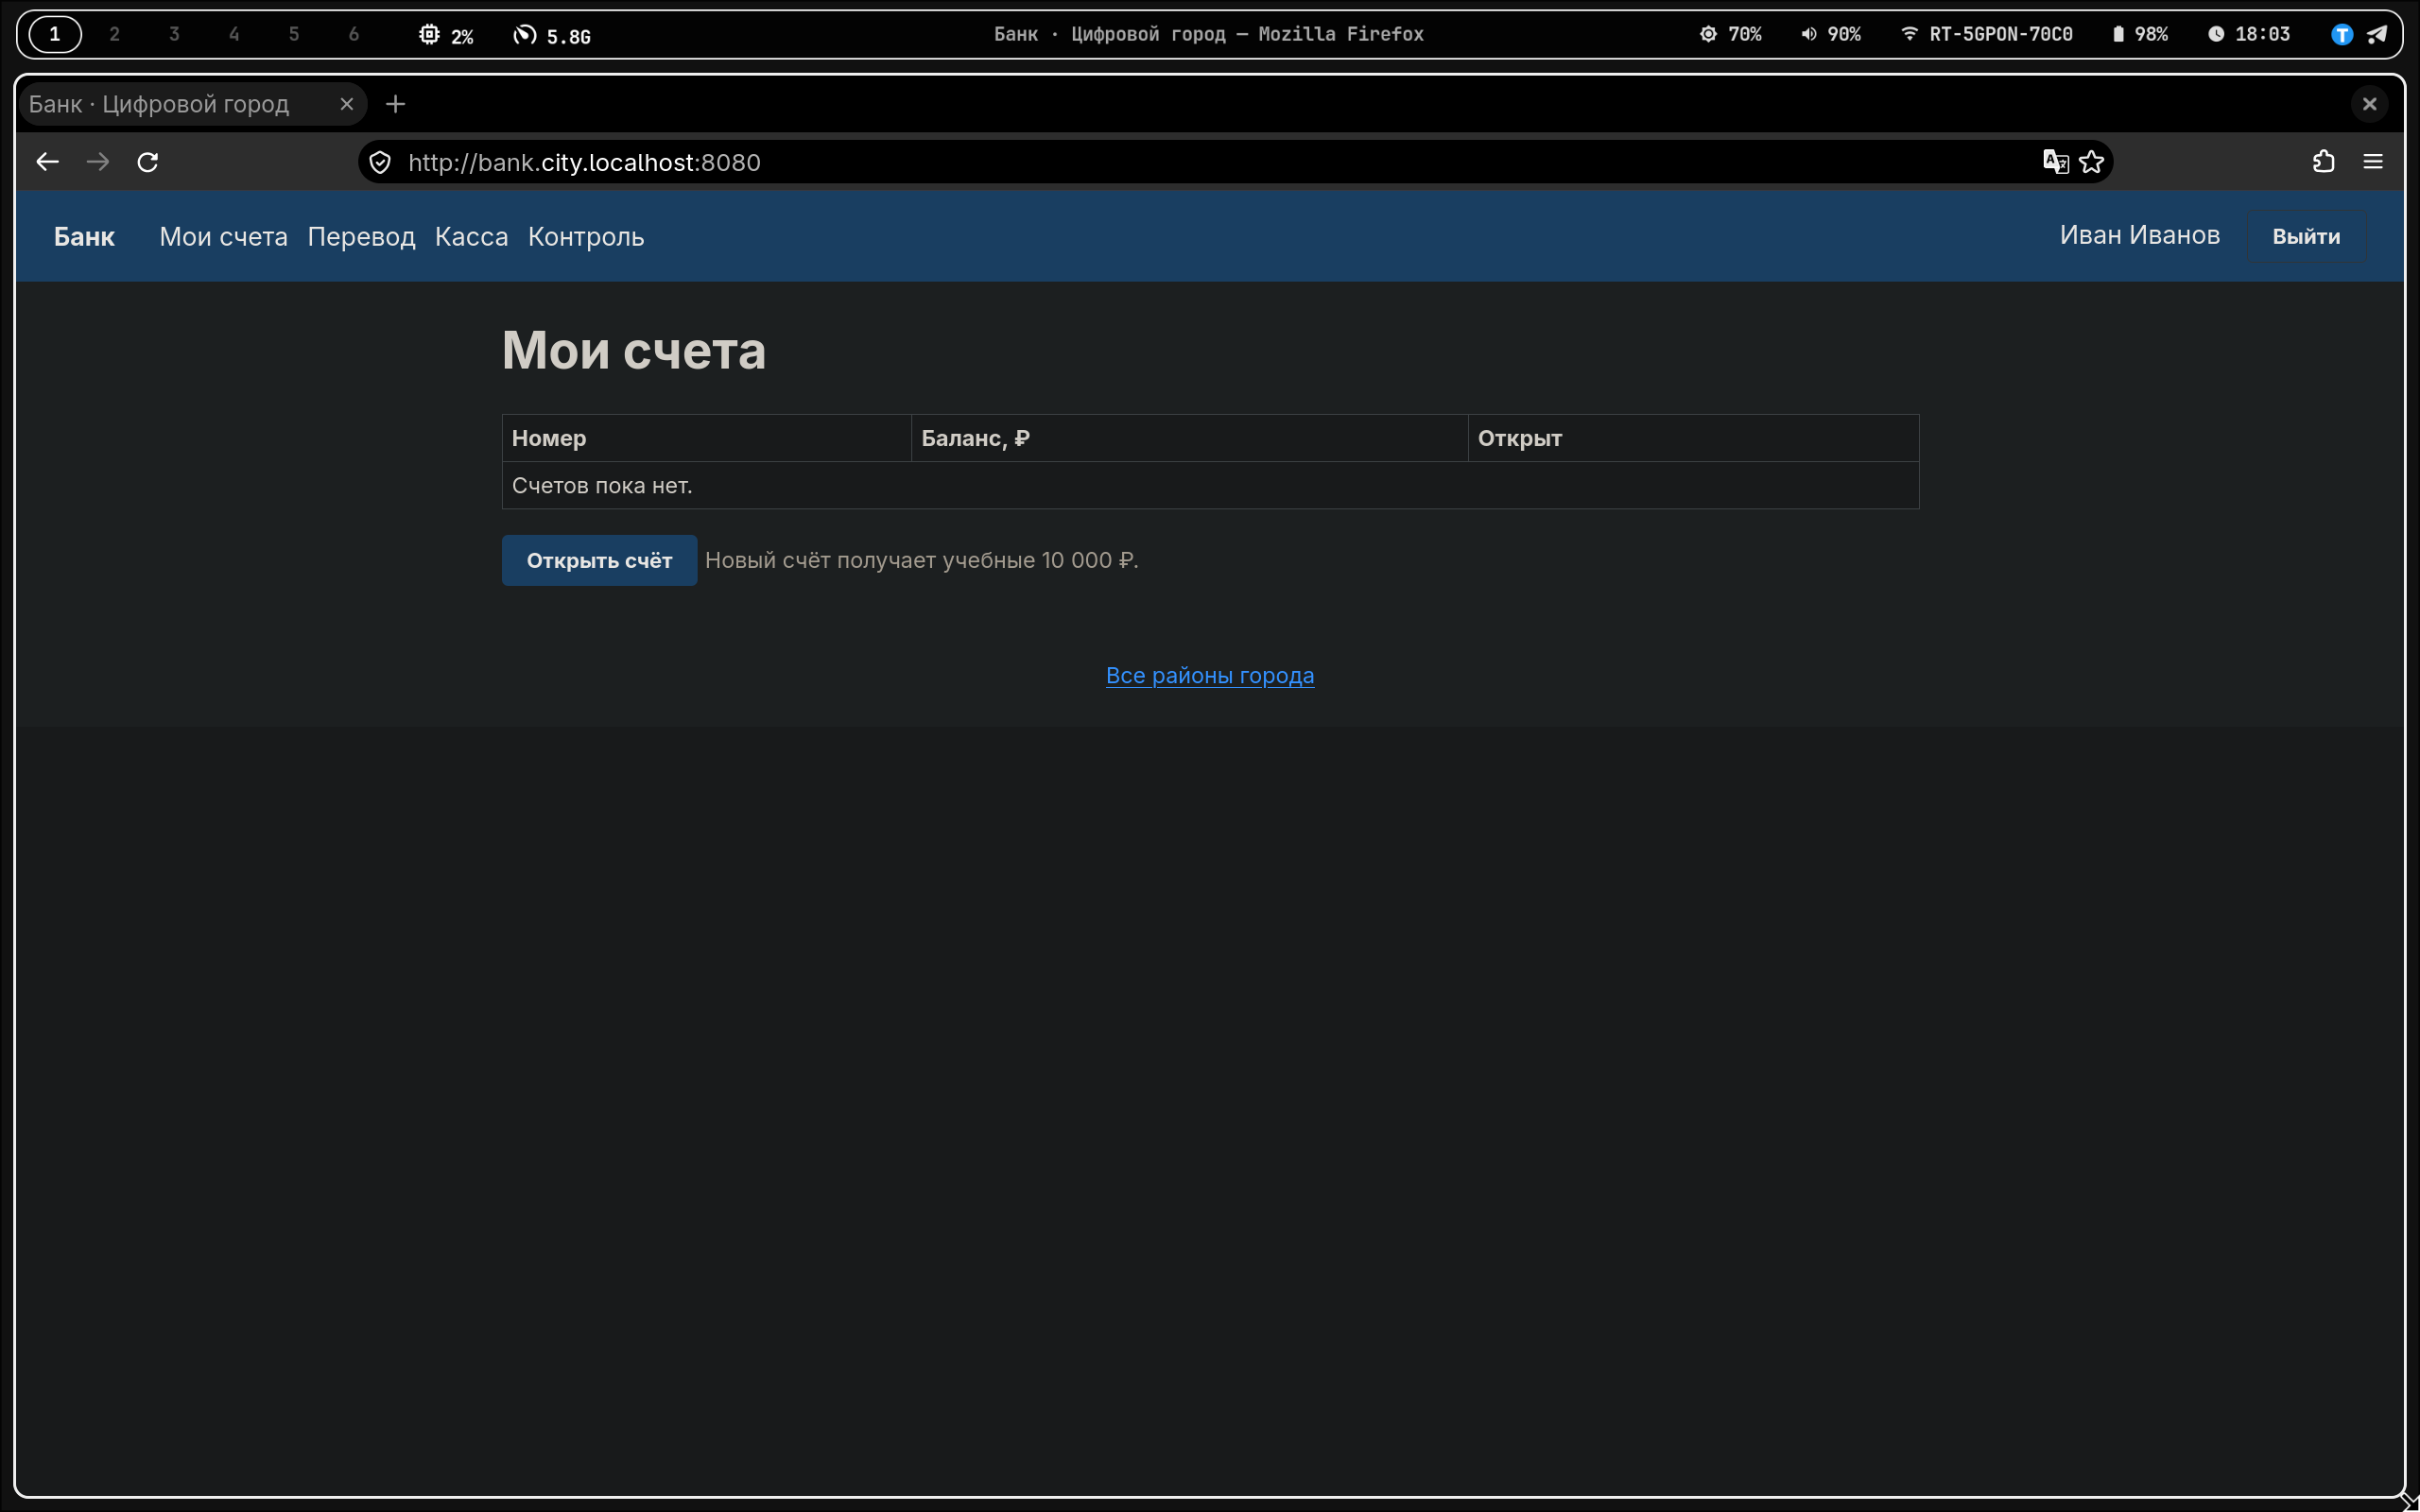 1 2 3 4 5 6 2% 5.8G Банк · Цифровой город — Mozilla Firefox 70% 90% RT-5GPON-70C0 98% 18:03
Банк · Цифровой город
http://bank.city.localhost:8080
Банк Мои счета Перевод Касса Контроль Иван Иванов Выйти
Мои счета
Номер Баланс, ₽ Открыт
Счетов пока нет.
Открыть счёт Новый счёт получает учебные 10 000 ₽.
Все районы города